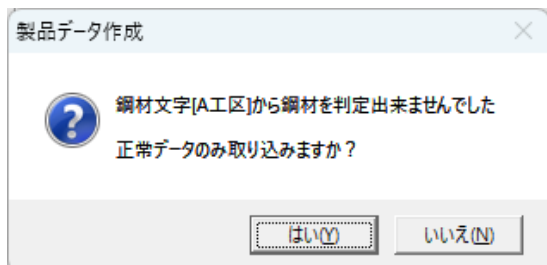 製品データ作成
鋼材文字[A工区]から鋼材を判定出来ませんでした
正常データのみ取り込みますか？
はい(Y)
いいえ(N)